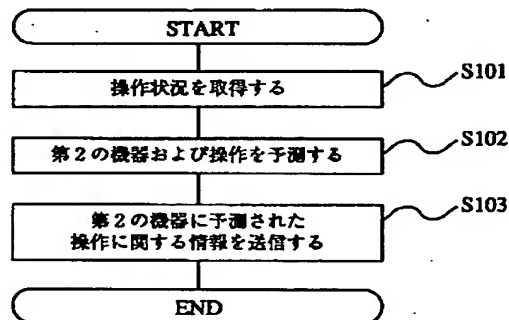 START
操作状況を取得する
S101
第2の機器および操作を予測する
S102
第2の機器に予測された
操作に関する情報を送信する
S103
END